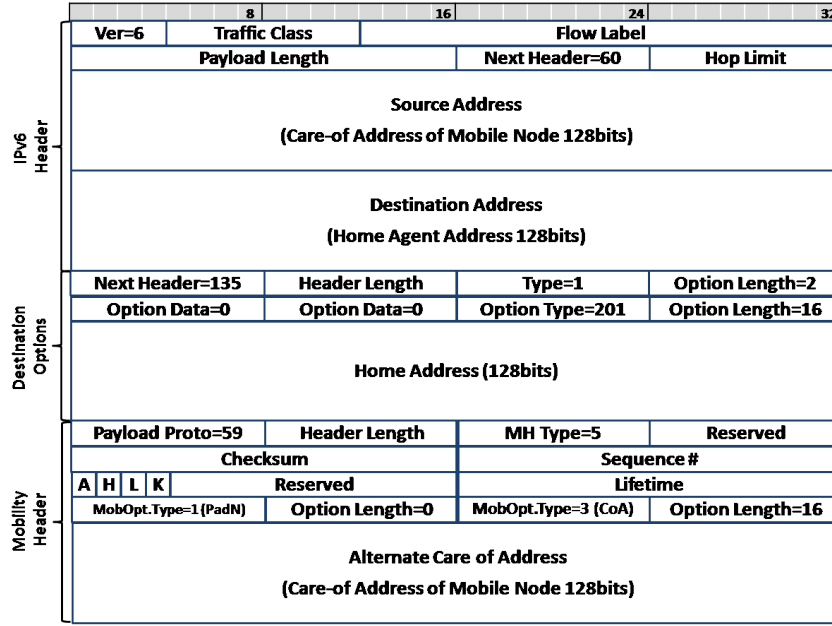 8 16 24 32
Ver=6 Traffic Class Flow Label
Payload Length Next Header=60 Hop Limit
Source Address
(Care-of Address of Mobile Node 128bits)
IPv6
Header
Destination Address
(Home Agent Address 128bits)
Next Header=135 Header Length Type=1 Option Length=2
Option Data=0 Option Data=0 Option Type=201 Option Length=16
Destination
Options
Home Address (128bits)
Payload Proto=59 Header Length MH Type=5 Reserved
Checksum Sequence #
A H L K Reserved Lifetime
MobOpt.Type=1 (PadN) Option Length=0 MobOpt.Type=3 (CoA) Option Length=16
Mobility
Header
Alternate Care of Address
(Care-of Address of Mobile Node 128bits)